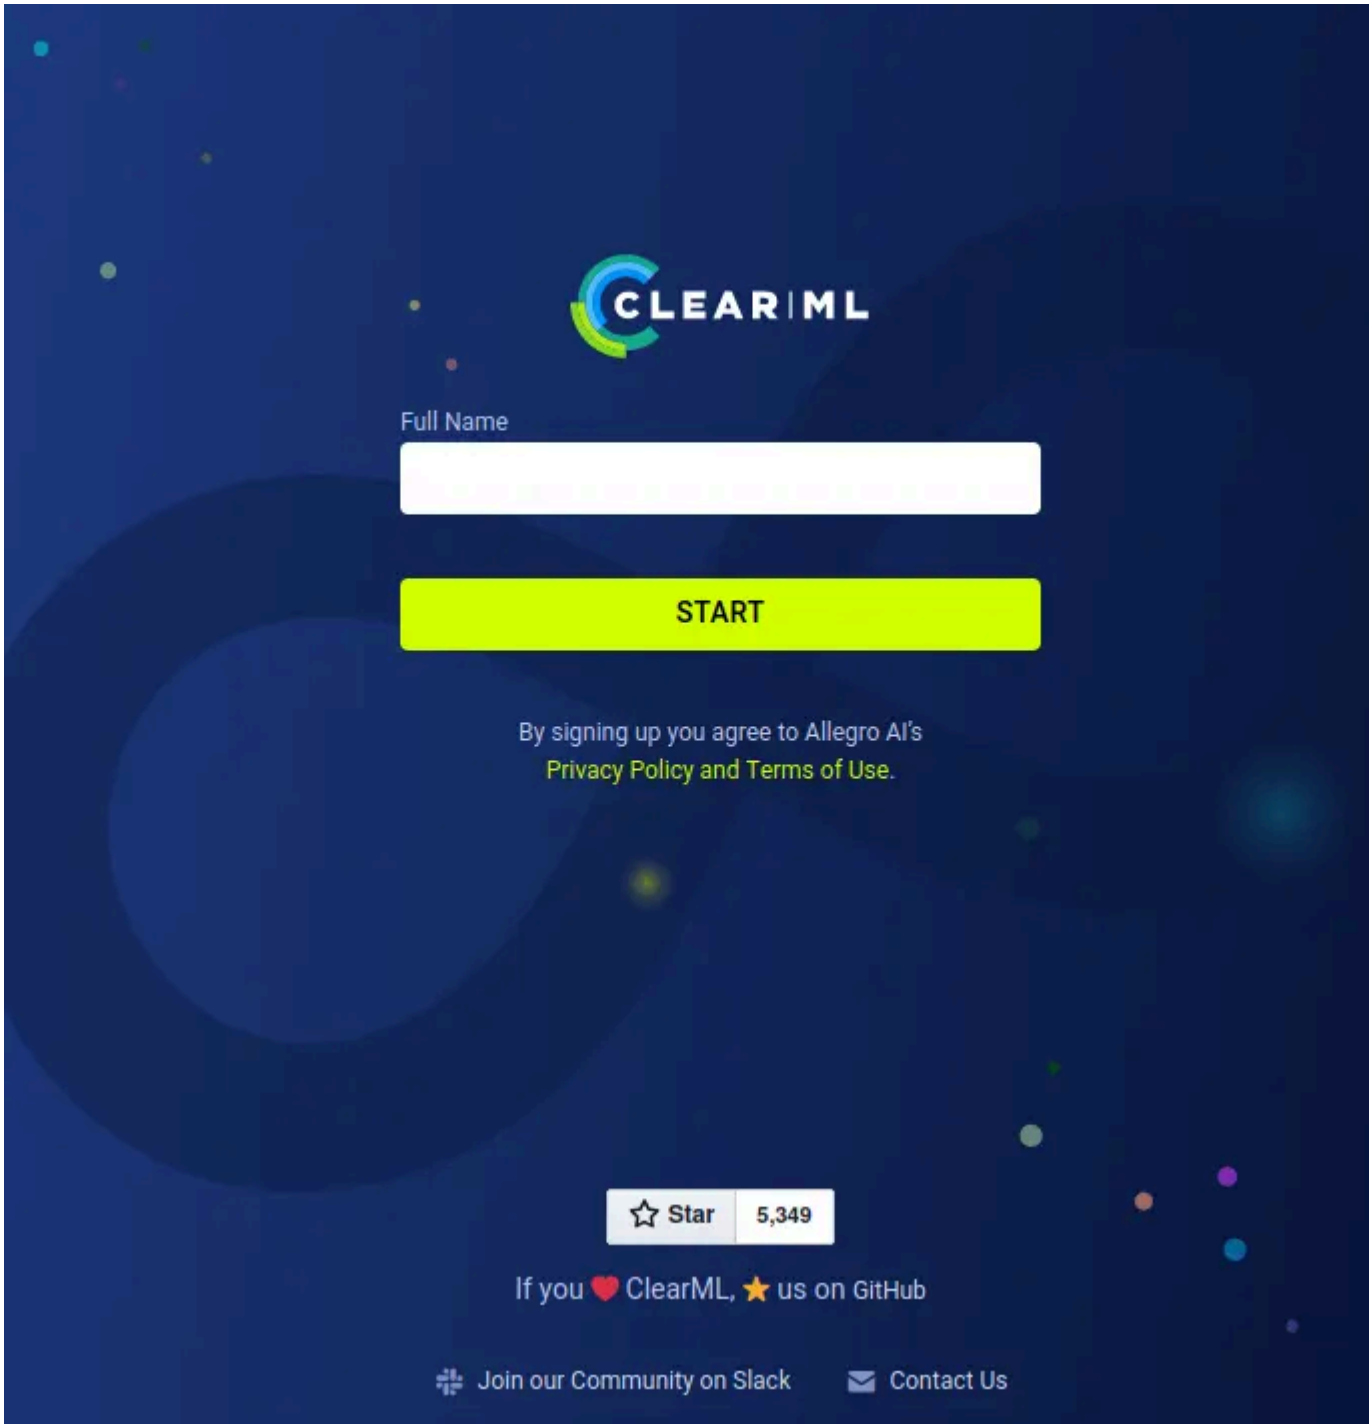 CLEAR|ML
Full Name
START
By signing up you agree to Allegro AI's
Privacy Policy and Terms of Use.
Star 5,349
If you ❤️ ClearML, ⭐ us on GitHub
Join our Community on Slack Contact Us